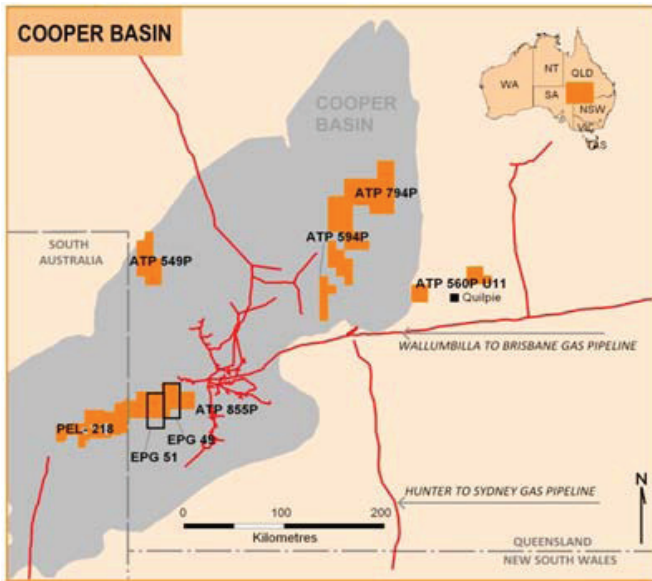 COOPER BASIN
WA
NT
QLD
SA
NSW
VIC
TAS
COOPER
BASIN
ATP 794P
ATP 594P
SOUTH
AUSTRALIA
ATP 549P
ATP 560P U11
Quilpie
WALLUMBILLA TO BRISBANE GAS PIPELINE
ATP 855P
PEL- 218
EPG 49
EPG 51
HUNTER TO SYDNEY GAS PIPELINE
N
0 100 200
Kilometres
QUEENSLAND
NEW SOUTH WALES